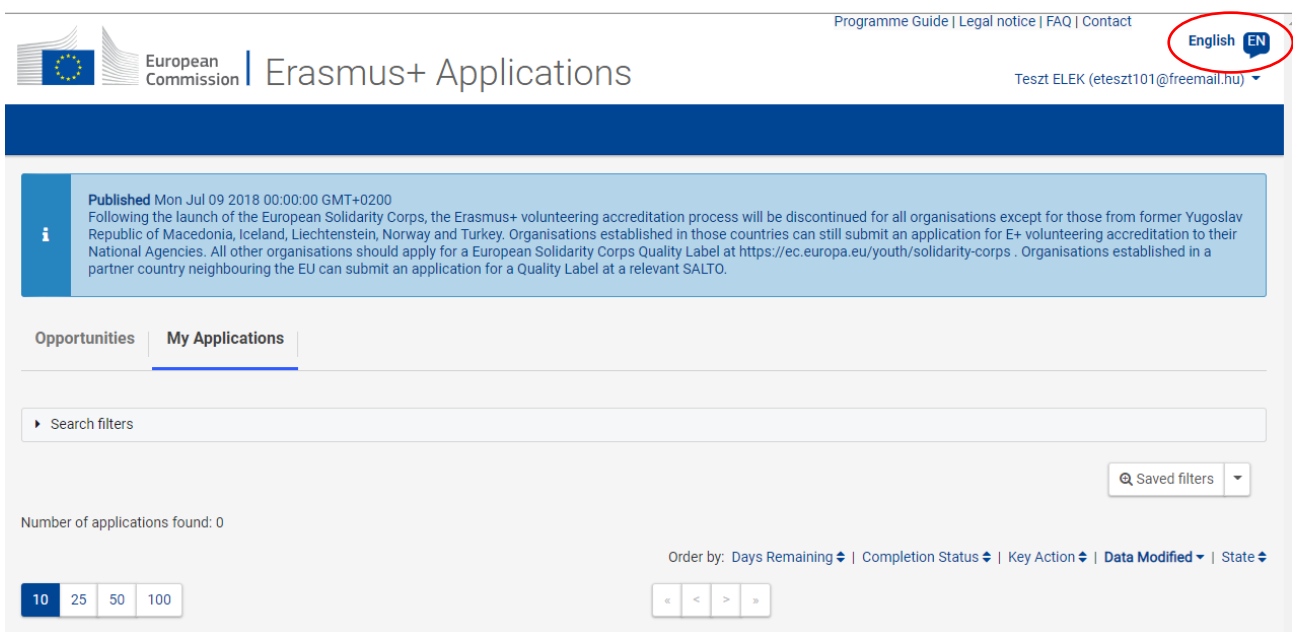 Programme Guide | Legal notice | FAQ | Contact
English EN
European
Commission
Erasmus+ Applications
Teszt ELEK (eteszt101@freemail.hu)
Published Mon Jul 09 2018 00:00:00 GMT+0200
Following the launch of the European Solidarity Corps, the Erasmus+ volunteering accreditation process will be discontinued for all organisations except for those from former Yugoslav
Republic of Macedonia, Iceland, Liechtenstein, Norway and Turkey. Organisations established in those countries can still submit an application for E+ volunteering accreditation to their
National Agencies. All other organisations should apply for a European Solidarity Corps Quality Label at https://ec.europa.eu/youth/solidarity-corps . Organisations established in a
partner country neighbouring the EU can submit an application for a Quality Label at a relevant SALTO.
Opportunities
My Applications
Search filters
Saved filters
Number of applications found: 0
Order by: Days Remaining | Completion Status | Key Action | Data Modified | State
10 25 50 100
« < > »